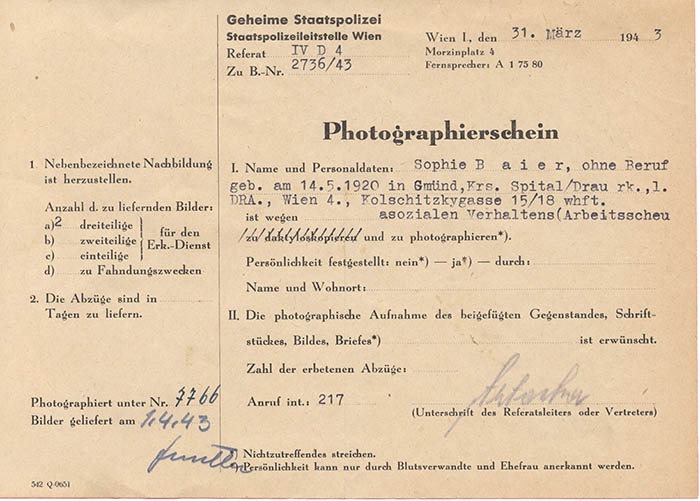 Geheime Staatspolizei
Staatspolizeileitstelle Wien
Referat IV D 4
Zu B.-Nr. 2736/43
Wien I, den 31. März 194 3
Morzinplatz 4
Fernsprecher: A 1 75 80
Photographierschein
1. Nebenbezeichnete Nachbildung
ist herzustellen.
Anzahl d. zu liefernden Bilder:
a) 2 dreiteilige
b) zweiteilige
c) einteilige
für den
Erk.-Dienst
d) zu Fahndungszwecken
2. Die Abzüge sind in
Tagen zu liefern.
Photographiert unter Nr. 7766
Bilder geliefert am 1.4.43
I. Name und Personaldaten: Sophie B a i e r, ohne Beruf
geb. am 14.5.1920 in Gmünd,Krs. Spital/Drau rk.,l.
DRA., Wien 4., Kolschitzkygasse 15/18 whft.
ist wegen asozialen Verhaltens(Arbeitsscheu
zu daktyloskopieren und zu photographieren*).
Persönlichkeit festgestellt: nein*) — ja*) — durch:
Name und Wohnort:
II. Die photographische Aufnahme des beigefügten Gegenstandes, Schrift-
stückes, Bildes, Briefes*) ist erwünscht.
Zahl der erbetenen Abzüge:
Anruf int.: 217
(Unterschrift des Referatsleiters oder Vertreters)
Nichtzutreffendes streichen.
Persönlichkeit kann nur durch Blutsverwandte und Ehefrau anerkannt werden.
542 Q-0651